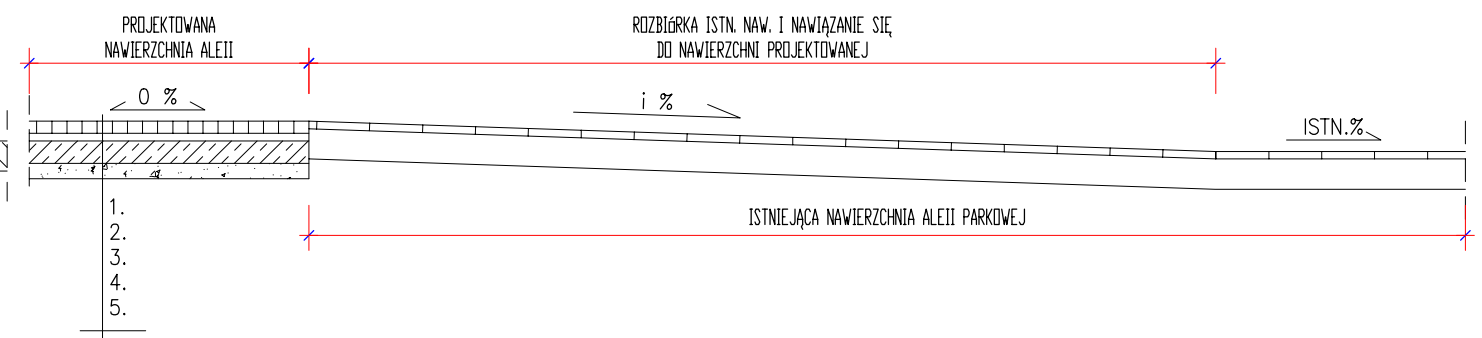 PROJEKTOWANA
NAWIERZCHNIA ALEII
ROZBIÓRKA ISTN. NAW. I NAWIĄZANIE SIĘ
DO NAWIERZCHNI PROJEKTOWANEJ
0 %
i %
ISTN.%
ISTNIEJĄCA NAWIERZCHNIA ALEII PARKOWEJ
1.
2.
3.
4.
5.